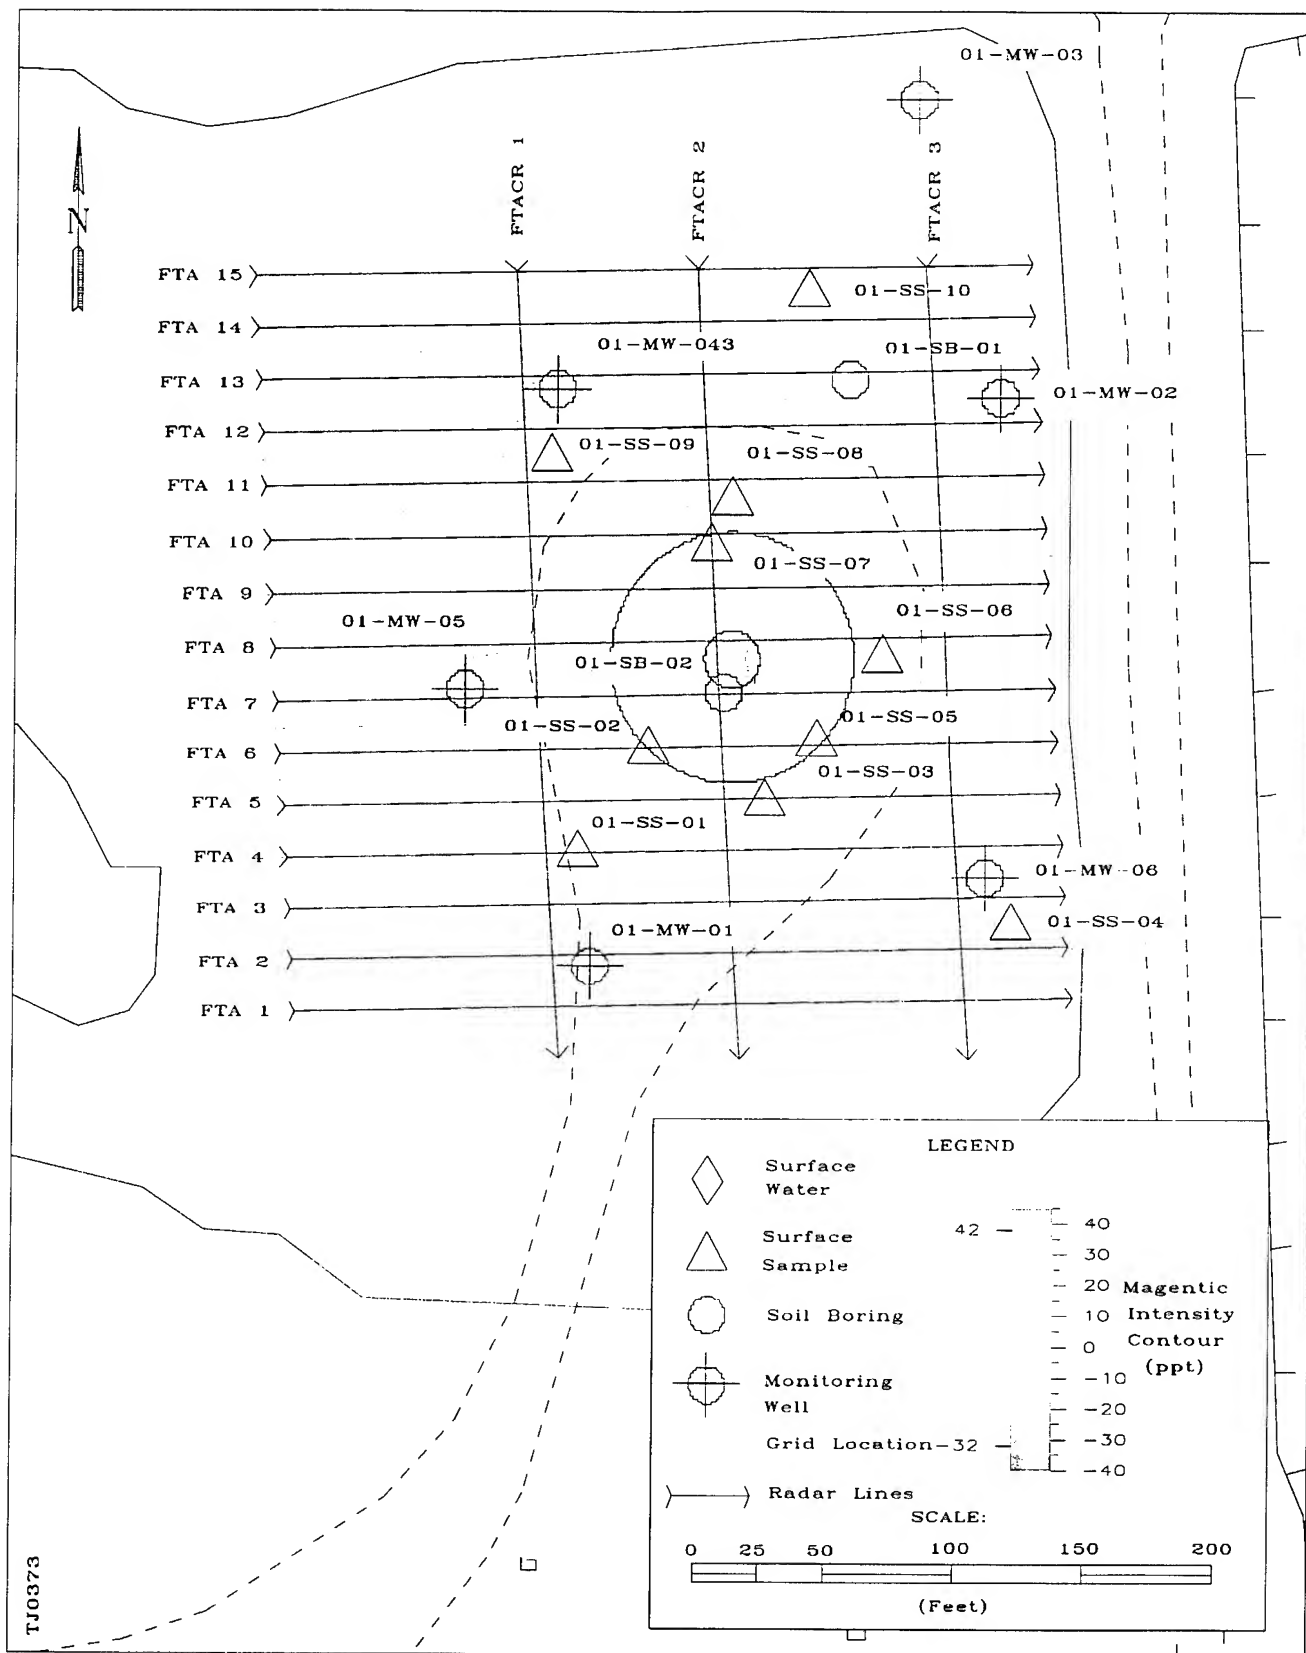 01-MW-03
FTACR 1
FTACR 2
FTACR 3
N
FTA 15
01-SS-10
FTA 14
01-MW-043
01-SB-01
FTA 13
01-MW-02
FTA 12
01-SS-09
01-SS-08
FTA 11
FTA 10
01-SS-07
FTA 9
01-SS-06
01-MW-05
FTA 8
01-SB-02
FTA 7
01-SS-02
01-SS-05
FTA 6
01-SS-03
FTA 5
01-SS-01
FTA 4
01-MW-06
FTA 3
01-SS-04
01-MW-01
FTA 2
FTA 1
LEGEND
Surface
Water
Surface
Sample
Soil Boring
Monitoring
Well
Grid Location
Radar Lines
42
-32
40
30
20
10
0
-10
-20
-30
-40
Magentic
Intensity
Contour
(ppt)
SCALE:
0 25 50 100 150 200
(Feet)
TJ0373